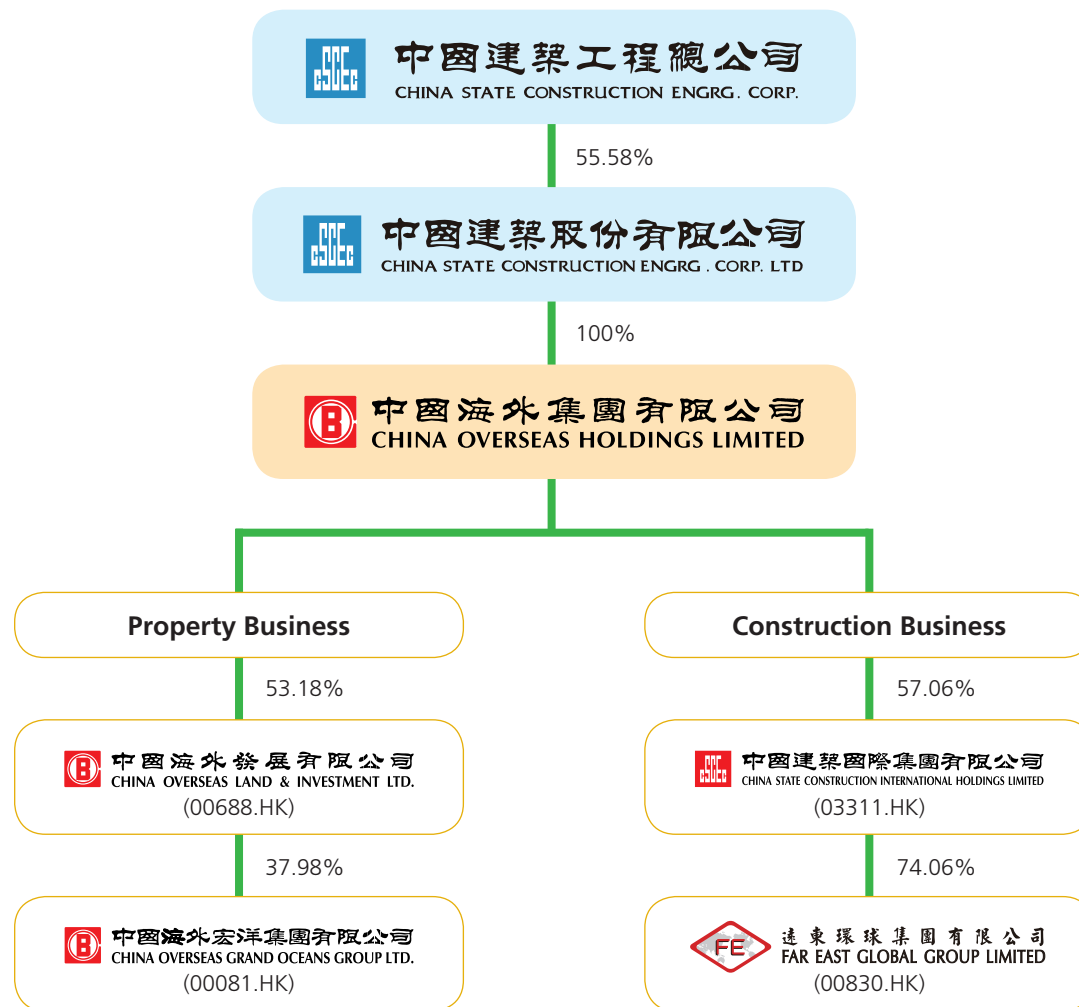 CSCEC
中國建築工程總公司
CHINA STATE CONSTRUCTION ENGRG. CORP.
55.58%
CSCEC
中國建築股份有限公司
CHINA STATE CONSTRUCTION ENGRG . CORP. LTD
100%
B
中國海外集團有限公司
CHINA OVERSEAS HOLDINGS LIMITED
Property Business
53.18%
B
中國海外發展有限公司
CHINA OVERSEAS LAND & INVESTMENT LTD.
(00688.HK)
37.98%
B
中國海外宏洋集團有限公司
CHINA OVERSEAS GRAND OCEANS GROUP LTD.
(00081.HK)
Construction Business
57.06%
CSCEC
中國建築國際集團有限公司
CHINA STATE CONSTRUCTION INTERNATIONAL HOLDINGS LIMITED
(03311.HK)
74.06%
FE
遠東環球集團有限公司
FAR EAST GLOBAL GROUP LIMITED
(00830.HK)